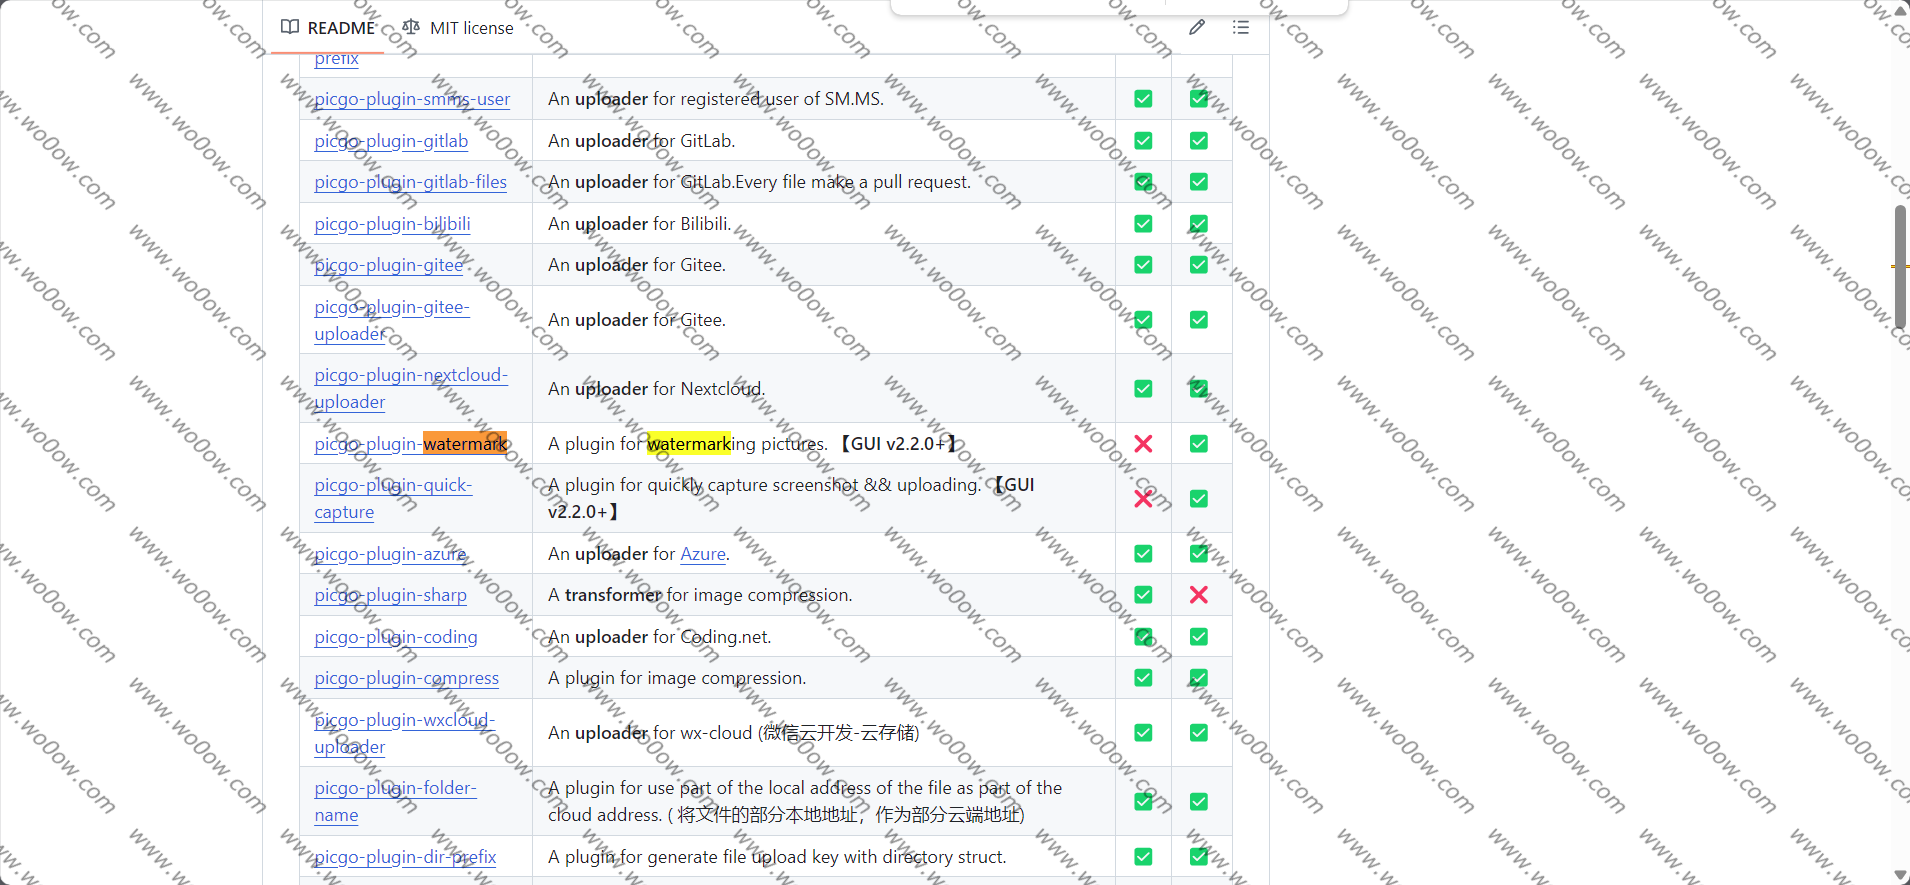 README
MIT license
prefix
picgo-plugin-smms-user An uploader for registered user of SM.MS. ✅ ✅
picgo-plugin-gitlab An uploader for GitLab. ✅ ✅
picgo-plugin-gitlab-files An uploader for GitLab.Every file make a pull request. ✅ ✅
picgo-plugin-bilibili An uploader for Bilibili. ✅ ✅
picgo-plugin-gitee An uploader for Gitee. ✅ ✅
picgo-plugin-gitee-
uploader An uploader for Gitee. ✅ ✅
picgo-plugin-nextcloud-
uploader An uploader for Nextcloud. ✅ ✅
picgo-plugin-watermark A plugin for watermarking pictures. 【GUI v2.2.0+】 ❌ ✅
picgo-plugin-quick-
capture A plugin for quickly capture screenshot && uploading. 【GUI
v2.2.0+】 ❌ ✅
picgo-plugin-azure An uploader for Azure. ✅ ✅
picgo-plugin-sharp A transformer for image compression. ✅ ❌
picgo-plugin-coding An uploader for Coding.net. ✅ ✅
picgo-plugin-compress A plugin for image compression. ✅ ✅
picgo-plugin-wxcloud-
uploader An uploader for wx-cloud (微信云开发-云存储) ✅ ✅
picgo-plugin-folder-
name A plugin for use part of the local address of the file as part of the
cloud address. ( 将文件的部分本地地址，作为部分云端地址) ✅ ✅
picgo-plugin-dir-prefix A plugin for generate file upload key with directory struct. ✅ ✅
www.wo0ow.com